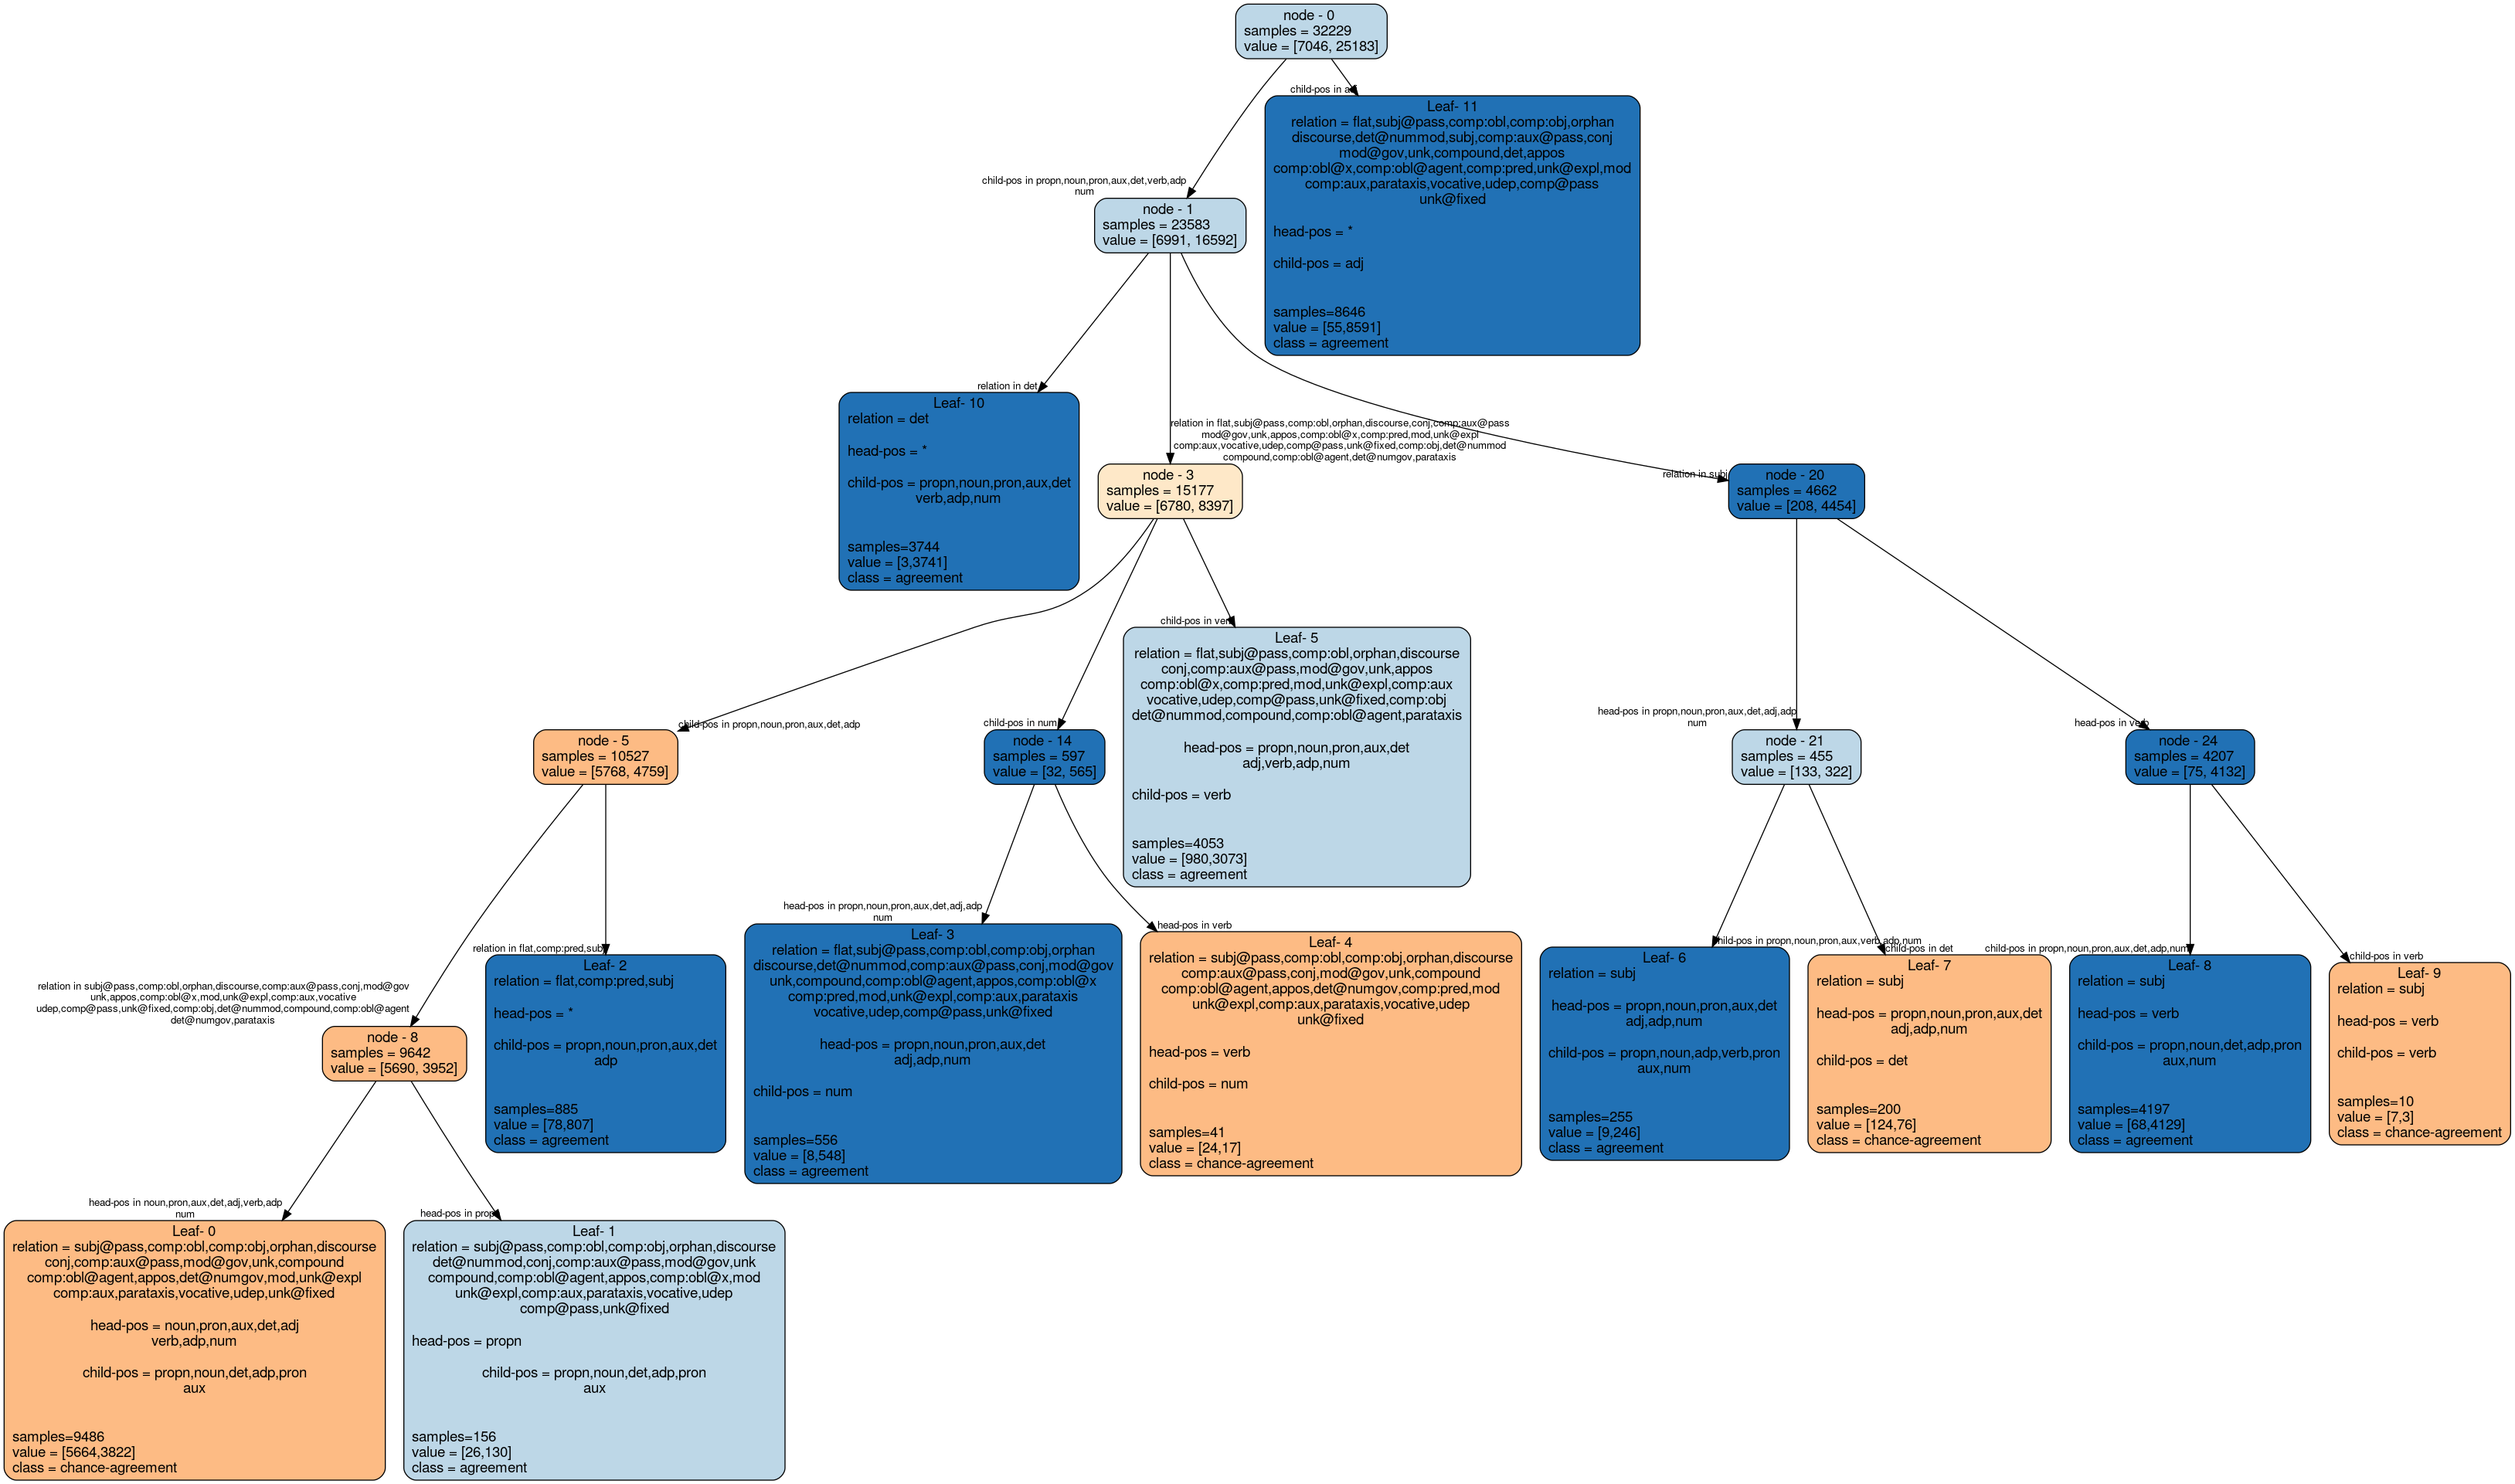 node - 0
samples = 32229
value = [7046, 25183]
child-pos in adj
Leaf- 11
relation = flat,subj@pass,comp:obl,comp:obj,orphan
discourse,det@nummod,subj,comp:aux@pass,conj
mod@gov,unk,compound,det,appos
comp:obl@x,comp:obl@agent,comp:pred,unk@expl,mod
comp:aux,parataxis,vocative,udep,comp@pass
unk@fixed
head-pos = *
child-pos = adj
samples=8646
value = [55,8591]
class = agreement
child-pos in propn,noun,pron,aux,det,verb,adp
num
node - 1
samples = 23583
value = [6991, 16592]
relation in det
Leaf- 10
relation = det
head-pos = *
child-pos = propn,noun,pron,aux,det
verb,adp,num
samples=3744
value = [3,3741]
class = agreement
relation in flat,subj@pass,comp:obl,orphan,discourse,conj,comp:aux@pass
mod@gov,unk,appos,comp:obl@x,comp:pred,mod,unk@expl
comp:aux,vocative,udep,comp@pass,unk@fixed,comp:obj,det@nummod
compound,comp:obl@agent,det@numgov,parataxis
node - 3
samples = 15177
value = [6780, 8397]
relation in subj
node - 20
samples = 4662
value = [208, 4454]
child-pos in verb
Leaf- 5
relation = flat,subj@pass,comp:obl,orphan,discourse
conj,comp:aux@pass,mod@gov,unk,appos
comp:obl@x,comp:pred,mod,unk@expl,comp:aux
vocative,udep,comp@pass,unk@fixed,comp:obj
det@nummod,compound,comp:obl@agent,parataxis
head-pos = propn,noun,pron,aux,det
adj,verb,adp,num
child-pos = verb
samples=4053
value = [980,3073]
class = agreement
child-pos in propn,noun,pron,aux,det,adp
node - 5
samples = 10527
value = [5768, 4759]
child-pos in num
node - 14
samples = 597
value = [32, 565]
head-pos in propn,noun,pron,aux,det,adj,adp
num
node - 21
samples = 455
value = [133, 322]
head-pos in verb
node - 24
samples = 4207
value = [75, 4132]
relation in subj@pass,comp:obl,orphan,discourse,comp:aux@pass,conj,mod@gov
unk,appos,comp:obl@x,mod,unk@expl,comp:aux,vocative
udep,comp@pass,unk@fixed,comp:obj,det@nummod,compound,comp:obl@agent
det@numgov,parataxis
node - 8
samples = 9642
value = [5690, 3952]
relation in flat,comp:pred,subj
Leaf- 2
relation = flat,comp:pred,subj
head-pos = *
child-pos = propn,noun,pron,aux,det
adp
samples=885
value = [78,807]
class = agreement
head-pos in propn,noun,pron,aux,det,adj,adp
num
Leaf- 3
relation = flat,subj@pass,comp:obl,comp:obj,orphan
discourse,det@nummod,comp:aux@pass,conj,mod@gov
unk,compound,comp:obl@agent,appos,comp:obl@x
comp:pred,mod,unk@expl,comp:aux,parataxis
vocative,udep,comp@pass,unk@fixed
head-pos = propn,noun,pron,aux,det
adj,adp,num
child-pos = num
samples=556
value = [8,548]
class = agreement
head-pos in verb
Leaf- 4
relation = subj@pass,comp:obl,comp:obj,orphan,discourse
comp:aux@pass,conj,mod@gov,unk,compound
comp:obl@agent,appos,det@numgov,comp:pred,mod
unk@expl,comp:aux,parataxis,vocative,udep
unk@fixed
head-pos = verb
child-pos = num
samples=41
value = [24,17]
class = chance-agreement
child-pos in propn,noun,pron,aux,verb,adp,num
Leaf- 6
relation = subj
head-pos = propn,noun,pron,aux,det
adj,adp,num
child-pos = propn,noun,adp,verb,pron
aux,num
samples=255
value = [9,246]
class = agreement
child-pos in det
Leaf- 7
relation = subj
head-pos = propn,noun,pron,aux,det
adj,adp,num
child-pos = det
samples=200
value = [124,76]
class = chance-agreement
child-pos in propn,noun,pron,aux,det,adp,num
Leaf- 8
relation = subj
head-pos = verb
child-pos = propn,noun,det,adp,pron
aux,num
samples=4197
value = [68,4129]
class = agreement
child-pos in verb
Leaf- 9
relation = subj
head-pos = verb
child-pos = verb
samples=10
value = [7,3]
class = chance-agreement
head-pos in noun,pron,aux,det,adj,verb,adp
num
Leaf- 0
relation = subj@pass,comp:obl,comp:obj,orphan,discourse
conj,comp:aux@pass,mod@gov,unk,compound
comp:obl@agent,appos,det@numgov,mod,unk@expl
comp:aux,parataxis,vocative,udep,unk@fixed
head-pos = noun,pron,aux,det,adj
verb,adp,num
child-pos = propn,noun,det,adp,pron
aux
samples=9486
value = [5664,3822]
class = chance-agreement
head-pos in propn
Leaf- 1
relation = subj@pass,comp:obl,comp:obj,orphan,discourse
det@nummod,conj,comp:aux@pass,mod@gov,unk
compound,comp:obl@agent,appos,comp:obl@x,mod
unk@expl,comp:aux,parataxis,vocative,udep
comp@pass,unk@fixed
head-pos = propn
child-pos = propn,noun,det,adp,pron
aux
samples=156
value = [26,130]
class = agreement